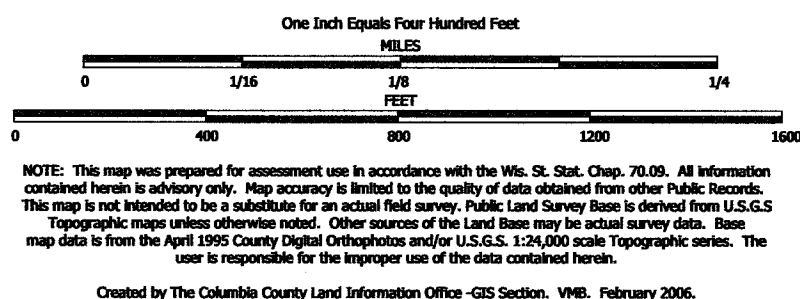 One Inch Equals Four Hundred Feet
MILES
0 1/16 1/8 1/4
FEET
0 400 800 1200 1600
NOTE: This map was prepared for assessment use in accordance with the Wis. St. Stat. Chap. 70.09. All information
contained herein is advisory only. Map accuracy is limited to the quality of data obtained from other Public Records.
This map is not intended to be a substitute for an actual field survey. Public Land Survey Base is derived from U.S.G.S
Topographic maps unless otherwise noted. Other sources of the Land Base may be actual survey data. Base
map data is from the April 1995 County Digital Orthophotos and/or U.S.G.S. 1:24,000 scale Topographic series. The
user is responsible for the improper use of the data contained herein.
Created by The Columbia County Land Information Office -GIS Section. VMB. February 2006.